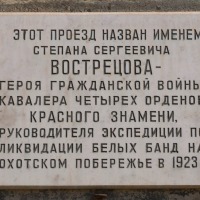 ЭТОТ ПРОЕЗД НАЗВАН ИМЕНЕМ
СТЕПАНА СЕРГЕЕВИЧА
ВОСТРЕЦОВА-
ГЕРОЯ ГРАЖДАНСКОЙ ВОЙНЫ
КАВАЛЕРА ЧЕТЫРЕХ ОРДЕНОВ
КРАСНОГО ЗНАМЕНИ,
РУКОВОДИТЕЛЯ ЭКСПЕДИЦИИ ПО
ЛИКВИДАЦИИ БЕЛЫХ БАНД НА
ОХОТСКОМ ПОБЕРЕЖЬЕ В 1923